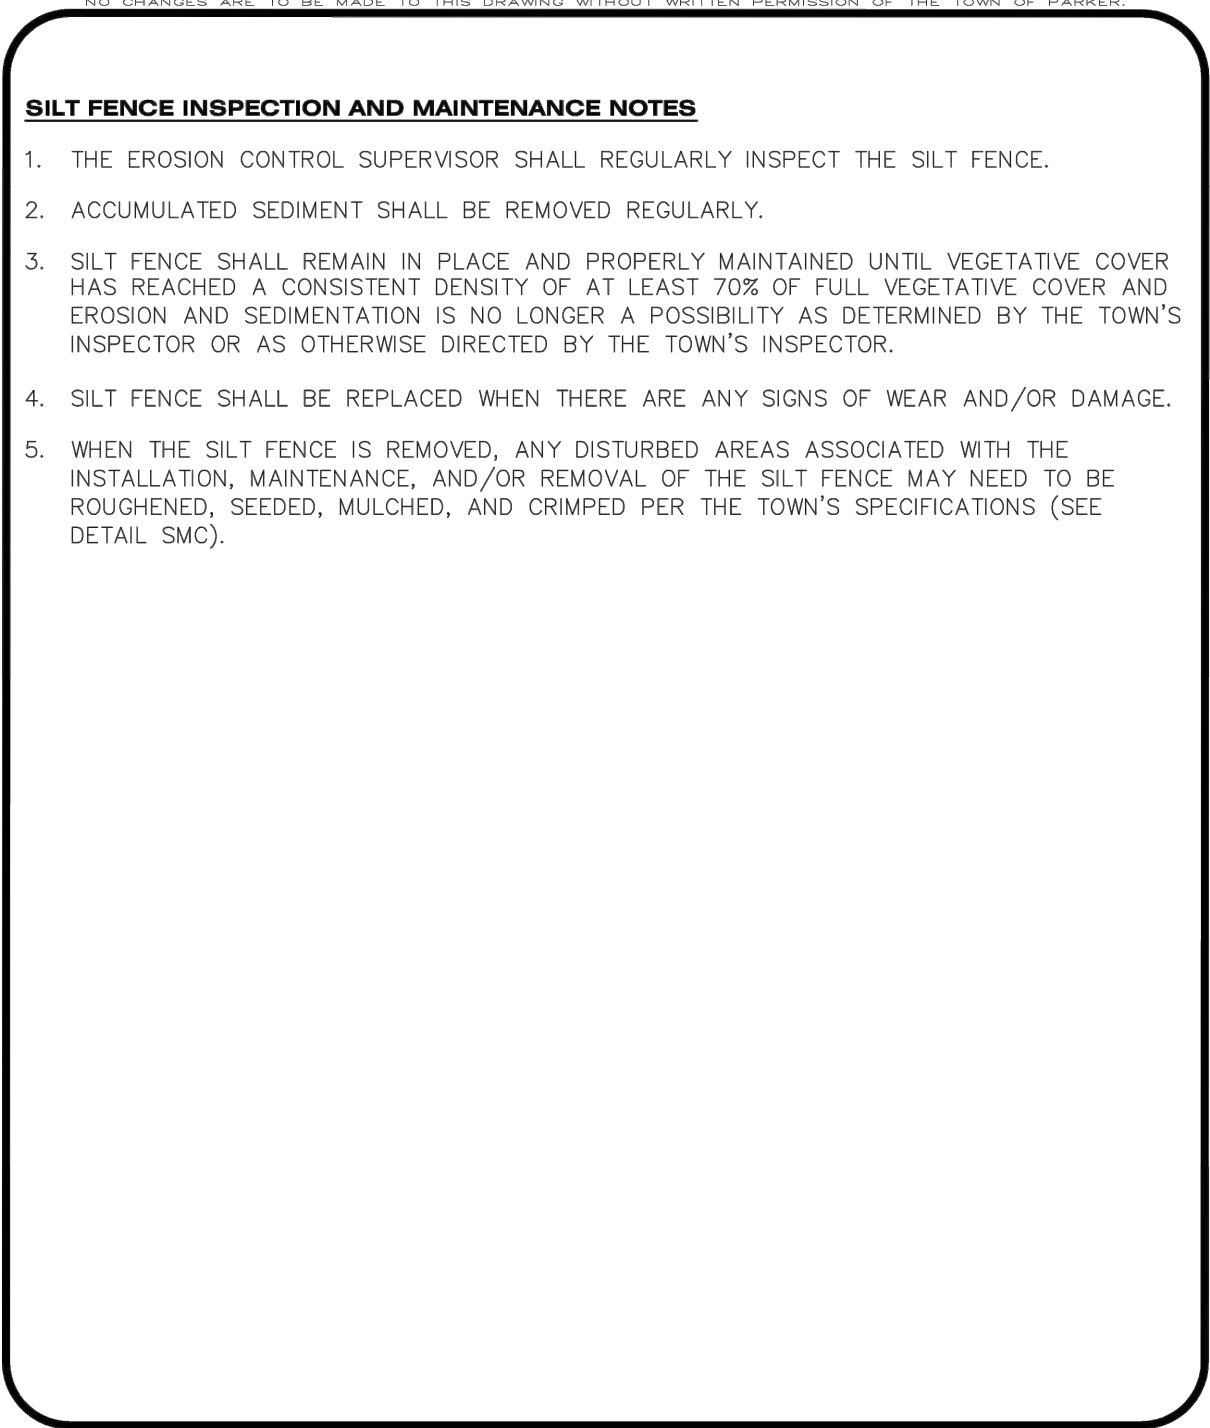 NO CHANGES ARE TO BE MADE TO THIS DRAWING WITHOUT WRITTEN PERMISSION OF THE TOWN OF PARKER.
SILT FENCE INSPECTION AND MAINTENANCE NOTES
1. THE EROSION CONTROL SUPERVISOR SHALL REGULARLY INSPECT THE SILT FENCE.
2. ACCUMULATED SEDIMENT SHALL BE REMOVED REGULARLY.
3. SILT FENCE SHALL REMAIN IN PLACE AND PROPERLY MAINTAINED UNTIL VEGETATIVE COVER
HAS REACHED A CONSISTENT DENSITY OF AT LEAST 70% OF FULL VEGETATIVE COVER AND
EROSION AND SEDIMENTATION IS NO LONGER A POSSIBILITY AS DETERMINED BY THE TOWN'S
INSPECTOR OR AS OTHERWISE DIRECTED BY THE TOWN'S INSPECTOR.
4. SILT FENCE SHALL BE REPLACED WHEN THERE ARE ANY SIGNS OF WEAR AND/OR DAMAGE.
5. WHEN THE SILT FENCE IS REMOVED, ANY DISTURBED AREAS ASSOCIATED WITH THE
INSTALLATION, MAINTENANCE, AND/OR REMOVAL OF THE SILT FENCE MAY NEED TO BE
ROUGHENED, SEEDED, MULCHED, AND CRIMPED PER THE TOWN'S SPECIFICATIONS (SEE
DETAIL SMC).